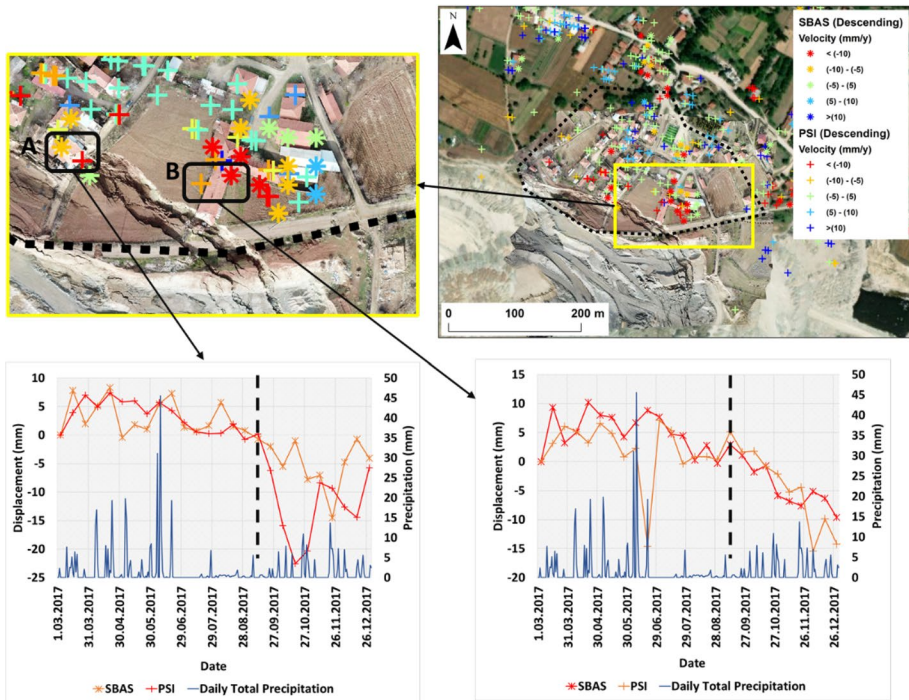 A
B
N
0
100
200 m
SBAS (Descending)
Velocity (mm/y)
< (-10)
(-10) - (-5)
(-5) - (5)
(5) - (10)
>(10)
PSI (Descending)
Velocity (mm/y)
< (-10)
(-10) - (-5)
(-5) - (5)
(5) - (10)
>(10)
Displacement (mm)
10
5
0
-5
-10
-15
-20
-25
50
45
40
35
30
25
20
15
10
5
0
Precipitation (mm)
1.03.2017
31.03.2017
30.04.2017
30.05.2017
29.06.2017
29.07.2017
28.08.2017
27.09.2017
27.10.2017
26.11.2017
26.12.2017
Date
SBAS
PSI
Daily Total Precipitation
Displacement (mm)
15
10
5
0
-5
-10
-15
-20
50
45
40
35
30
25
20
15
10
5
0
Precipitation (mm)
1.03.2017
31.03.2017
30.04.2017
30.05.2017
29.06.2017
29.07.2017
28.08.2017
27.09.2017
27.10.2017
26.11.2017
26.12.2017
Date
SBAS
PSI
Daily Total Precipitation